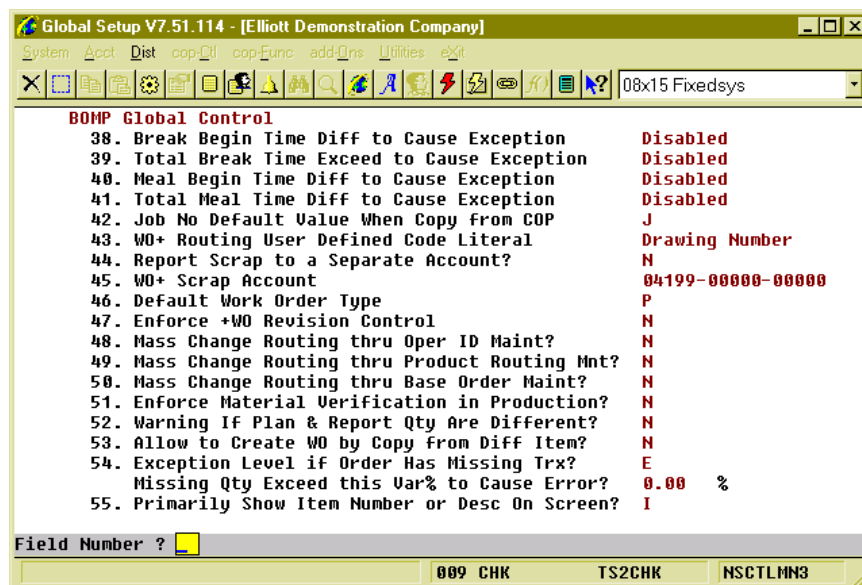 Global Setup V7.51.114 - [Elliott Demonstration Company]
System Acct Dist cop-Ctl cop-Func add-Ons Utilities eXit
08x15 Fixedsys
BOMP Global Control
38. Break Begin Time Diff to Cause Exception Disabled
39. Total Break Time Exceed to Cause Exception Disabled
40. Meal Begin Time Diff to Cause Exception Disabled
41. Total Meal Time Diff to Cause Exception Disabled
42. Job No Default Value When Copy from COP J
43. WO+ Routing User Defined Code Literal Drawing Number
44. Report Scrap to a Separate Account? N
45. WO+ Scrap Account 04199-00000-00000
46. Default Work Order Type P
47. Enforce +WO Revision Control N
48. Mass Change Routing thru Oper ID Maint? N
49. Mass Change Routing thru Product Routing Mnt? N
50. Mass Change Routing thru Base Order Maint? N
51. Enforce Material Verification in Production? N
52. Warning If Plan & Report Qty Are Different? N
53. Allow to Create WO by Copy from Diff Item? N
54. Exception Level if Order Has Missing Trx? E
Missing Qty Exceed this Var% to Cause Error? 0.00 %
55. Primarily Show Item Number or Desc On Screen? I
Field Number ?
009 CHK TS2CHK NSCTLMN3